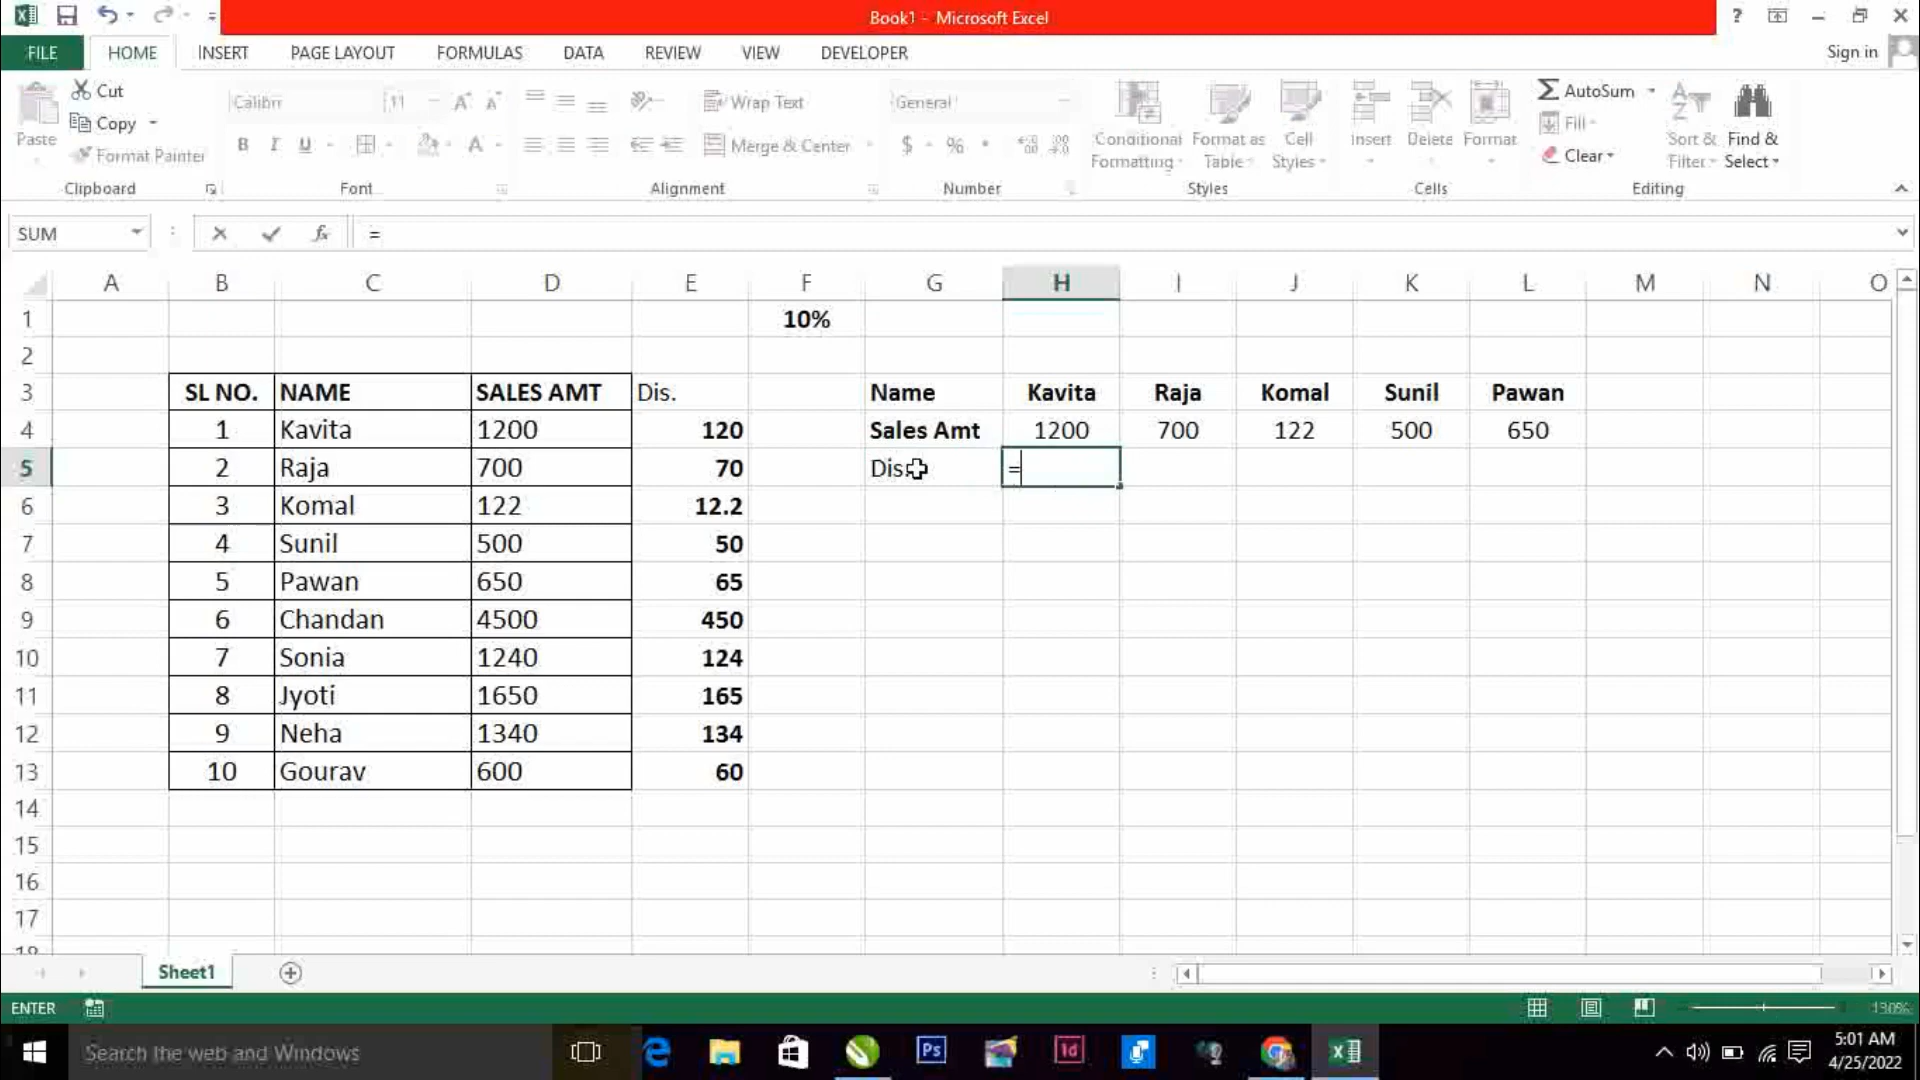 Book1 - Microsoft Excel
?
FILE HOME INSERT PAGE LAYOUT FORMULAS DATA REVIEW VIEW DEVELOPER Sign in
Paste
Cut
Copy
Format Painter
Clipboard
Calibri 11
B I U
Font
Wrap Text
Merge & Center
Alignment
General
$ %
Number
Conditional Formatting
Format as Table
Cell Styles
Styles
Insert Delete Format
Cells
AutoSum
Fill
Clear
Sort & Filter
Find & Select
Editing
SUM fx =
A B C D E F G H I J K L M N O
1 10%
2
3 SL NO. NAME SALES AMT Dis. Name Kavita Raja Komal Sunil Pawan
4 1 Kavita 1200 120 Sales Amt 1200 700 122 500 650
5 2 Raja 700 70 Dis =
6 3 Komal 122 12.2
7 4 Sunil 500 50
8 5 Pawan 650 65
9 6 Chandan 4500 450
10 7 Sonia 1240 124
11 8 Jyoti 1650 165
12 9 Neha 1340 134
13 10 Gourav 600 60
14
15
16
17
18
Sheet1
ENTER 130%
Search the web and Windows
Ps
Id
5:01 AM
4/25/2022